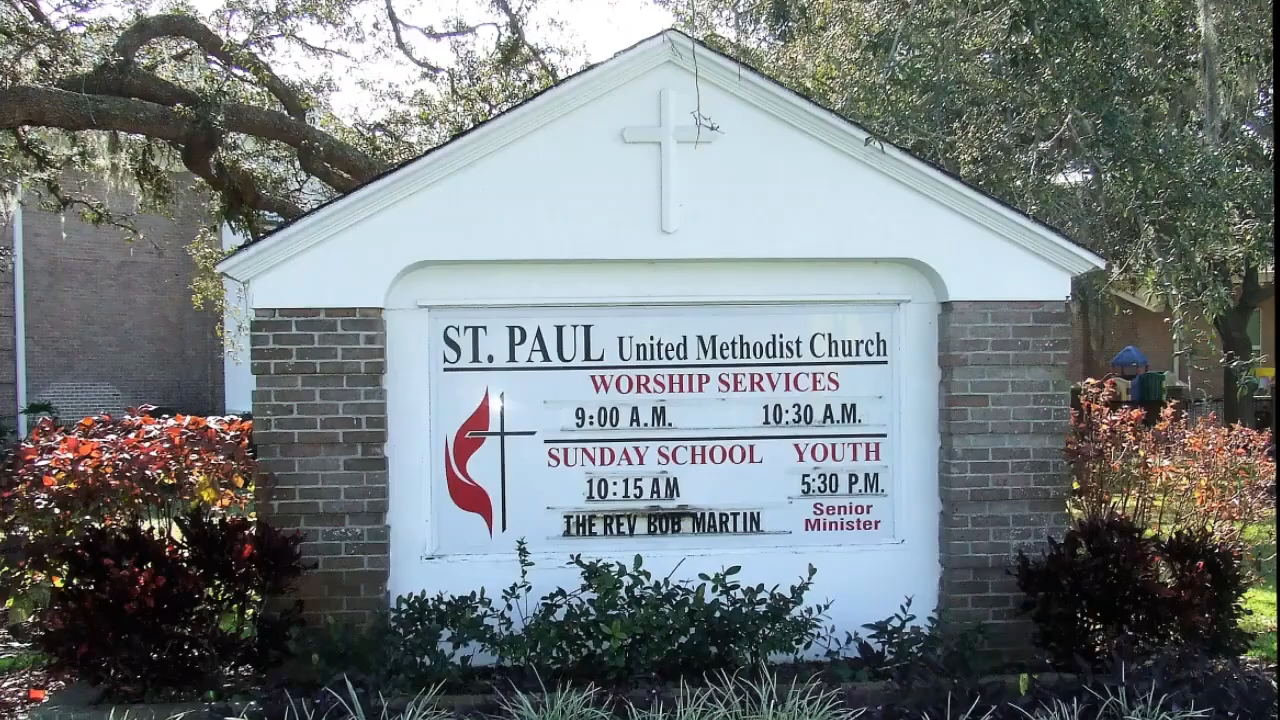 ST. PAUL United Methodist Church
WORSHIP SERVICES
9:00 A.M. 10:30 A.M.
SUNDAY SCHOOL YOUTH
10:15 AM 5:30 P.M.
THE REV BOB MARTIN Senior Minister